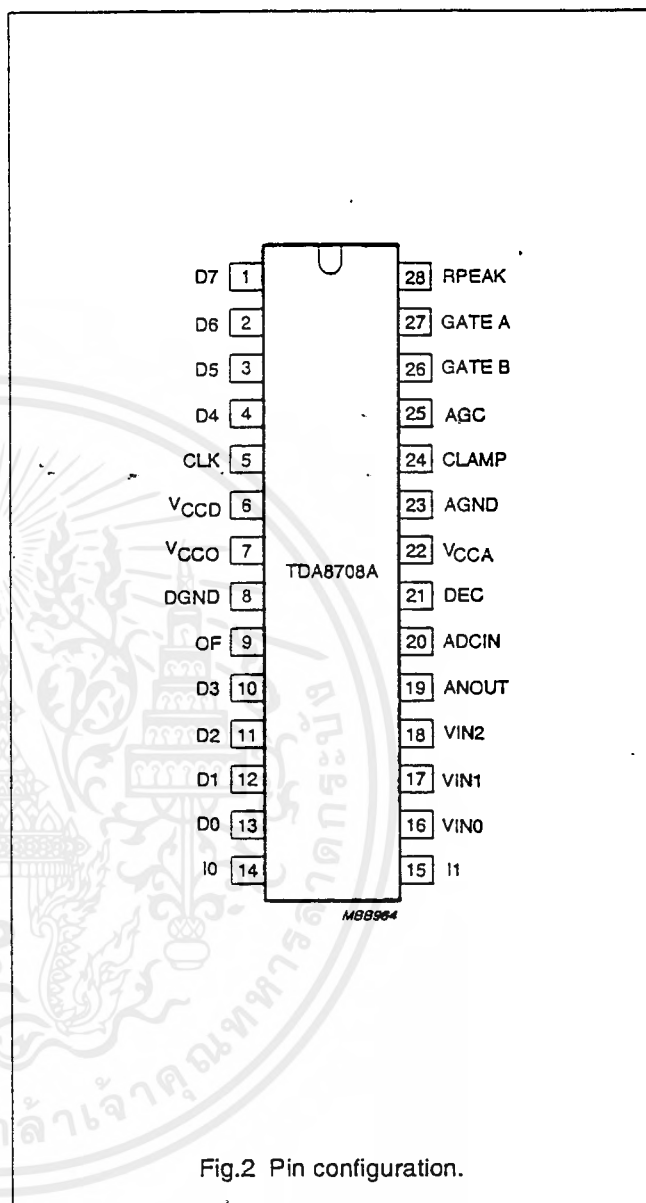 D7 1 28 RPEAK
D6 2 27 GATE A
D5 3 26 GATE B
D4 4 25 AGC
CLK 5 24 CLAMP
VCCD 6 23 AGND
VCCO 7 22 VCCA
TDA8708A
DGND 8 21 DEC
OF 9 20 ADCIN
D3 10 19 ANOUT
D2 11 18 VIN2
D1 12 17 VIN1
D0 13 16 VIN0
I0 14 15 I1
MBB964
Fig.2 Pin configuration.